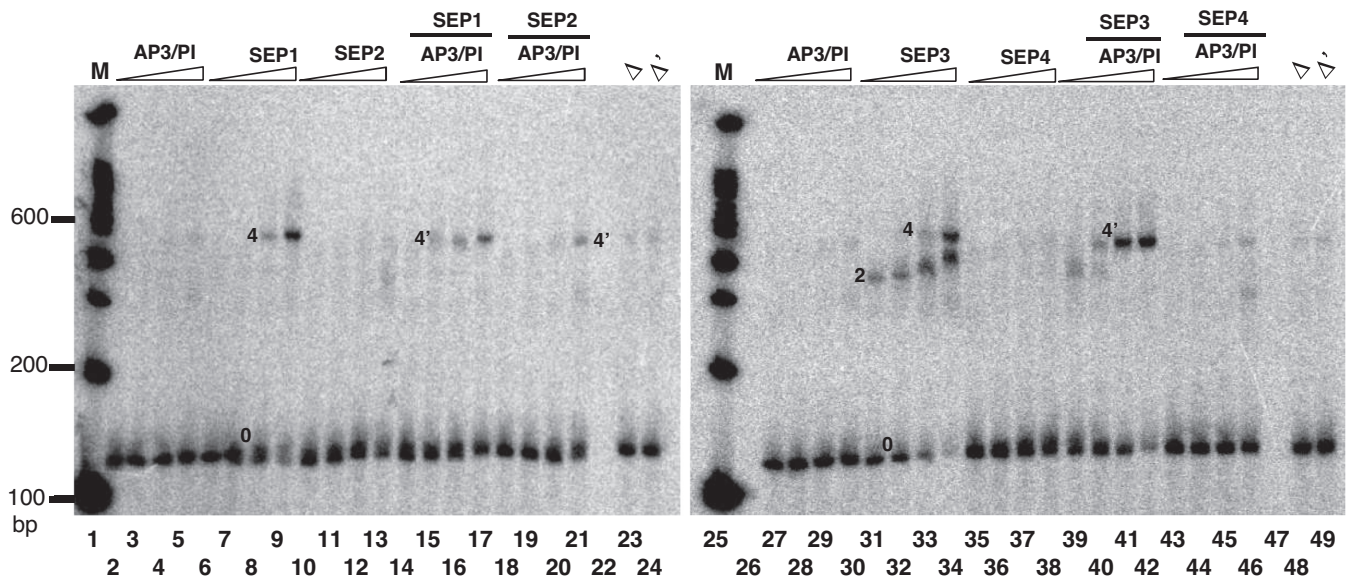 SEP1 SEP2 SEP3 SEP4
M AP3/PI SEP1 SEP2 AP3/PI AP3/PI M AP3/PI SEP3 SEP4 AP3/PI AP3/PI
600
4 4’ 4’ 4 4’
2
200
0 0
100
bp
1 3 5 7 9 11 13 15 17 19 21 23 25 27 29 31 33 35 37 39 41 43 45 47 49
2 4 6 8 10 12 14 16 18 20 22 24 26 28 30 32 34 36 38 40 42 44 46 48